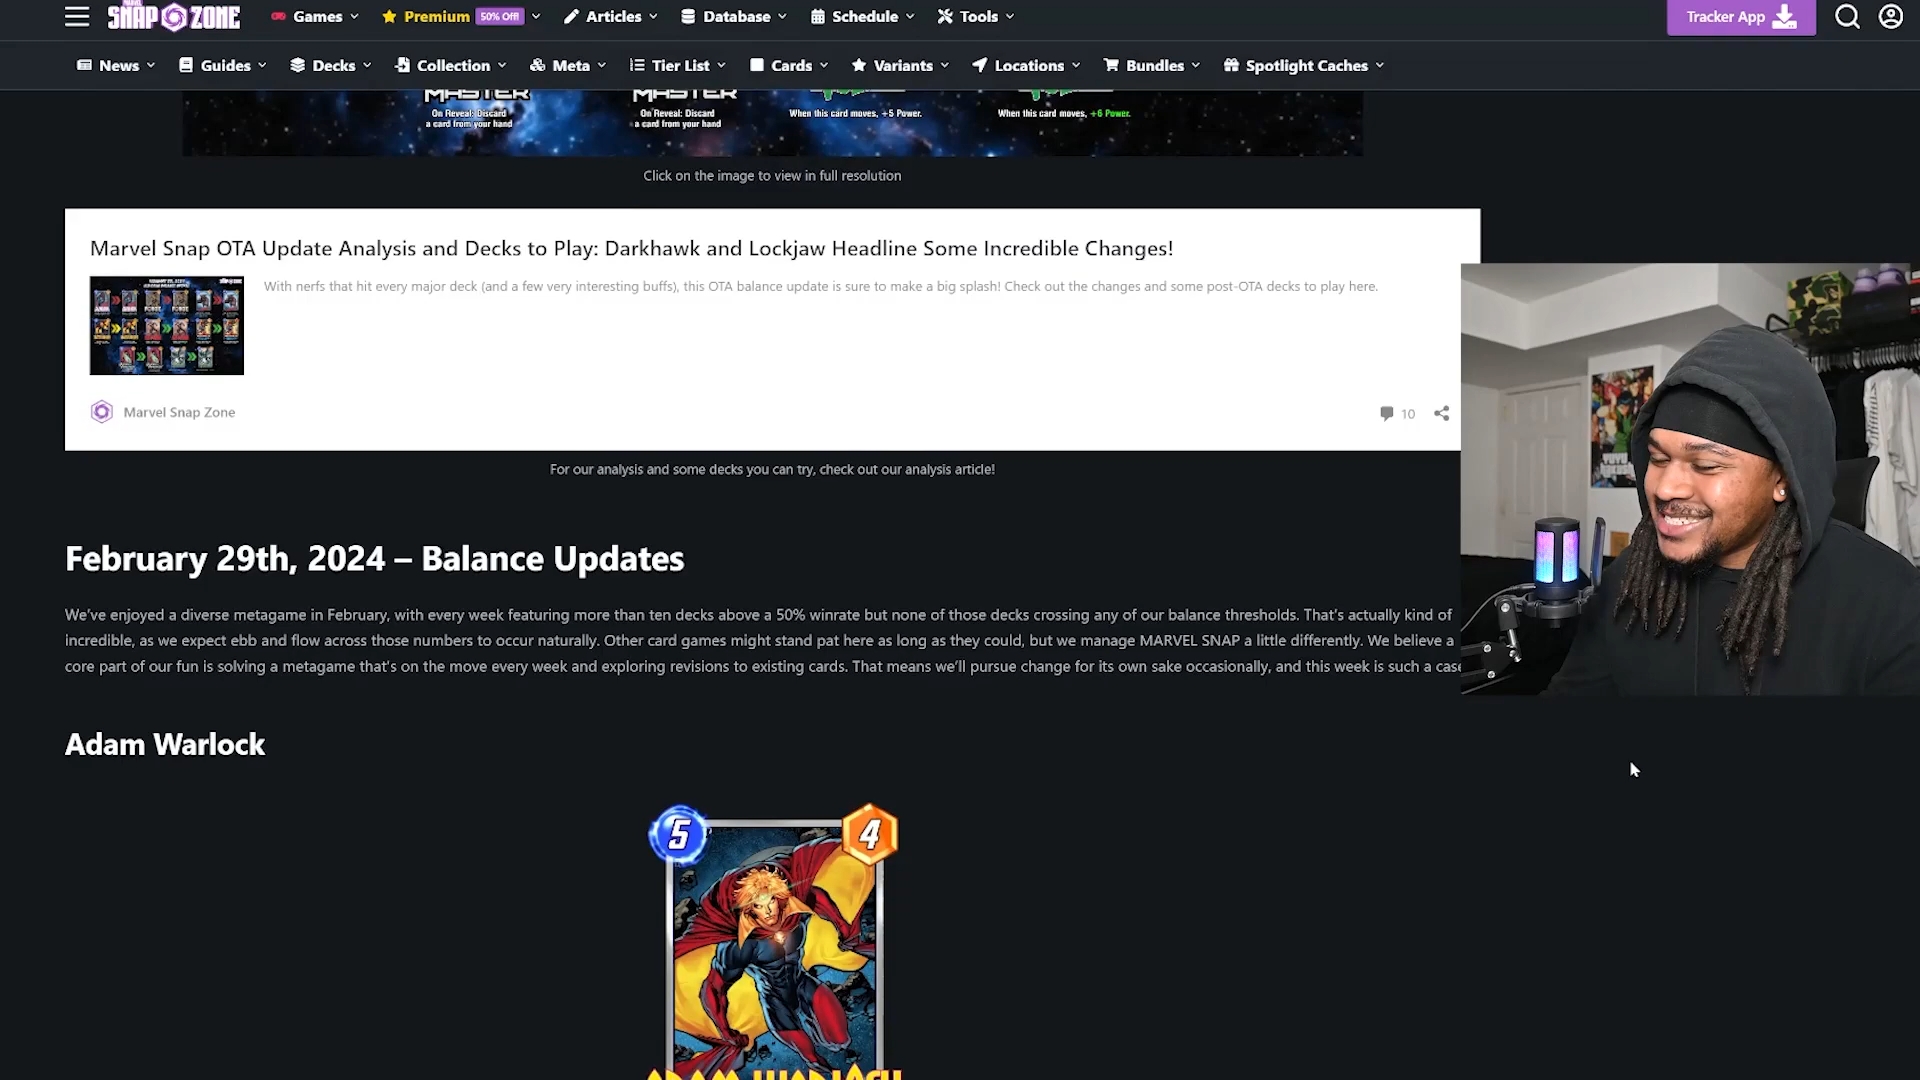 MARVEL SNAP ZONE
Games
Premium 50% Off!
Articles
Database
Schedule
Tools
Tracker App
News
Guides
Decks
Collection
Meta
Tier List
Cards
Variants
Locations
Bundles
Spotlight Caches
MASTER
MASTER
On Reveal: Discard
a card from your hand
On Reveal: Discard
a card from your hand
When this card moves, +5 Power.
When this card moves, +6 Power.
Click on the image to view in full resolution
Marvel Snap OTA Update Analysis and Decks to Play: Darkhawk and Lockjaw Headline Some Incredible Changes!
With nerfs that hit every major deck (and a few very interesting buffs), this OTA balance update is sure to make a big splash! Check out the changes and some post-OTA decks to play here.
Marvel Snap Zone
10
For our analysis and some decks you can try, check out our analysis article!
February 29th, 2024 – Balance Updates
We've enjoyed a diverse metagame in February, with every week featuring more than ten decks above a 50% winrate but none of those decks crossing any of our balance thresholds. That's actually kind of
incredible, as we expect ebb and flow across those numbers to occur naturally. Other card games might stand pat here as long as they could, but we manage MARVEL SNAP a little differently. We believe a
core part of our fun is solving a metagame that's on the move every week and exploring revisions to existing cards. That means we'll pursue change for its own sake occasionally, and this week is such a case
Adam Warlock
5
4
ADAM WARLOCK